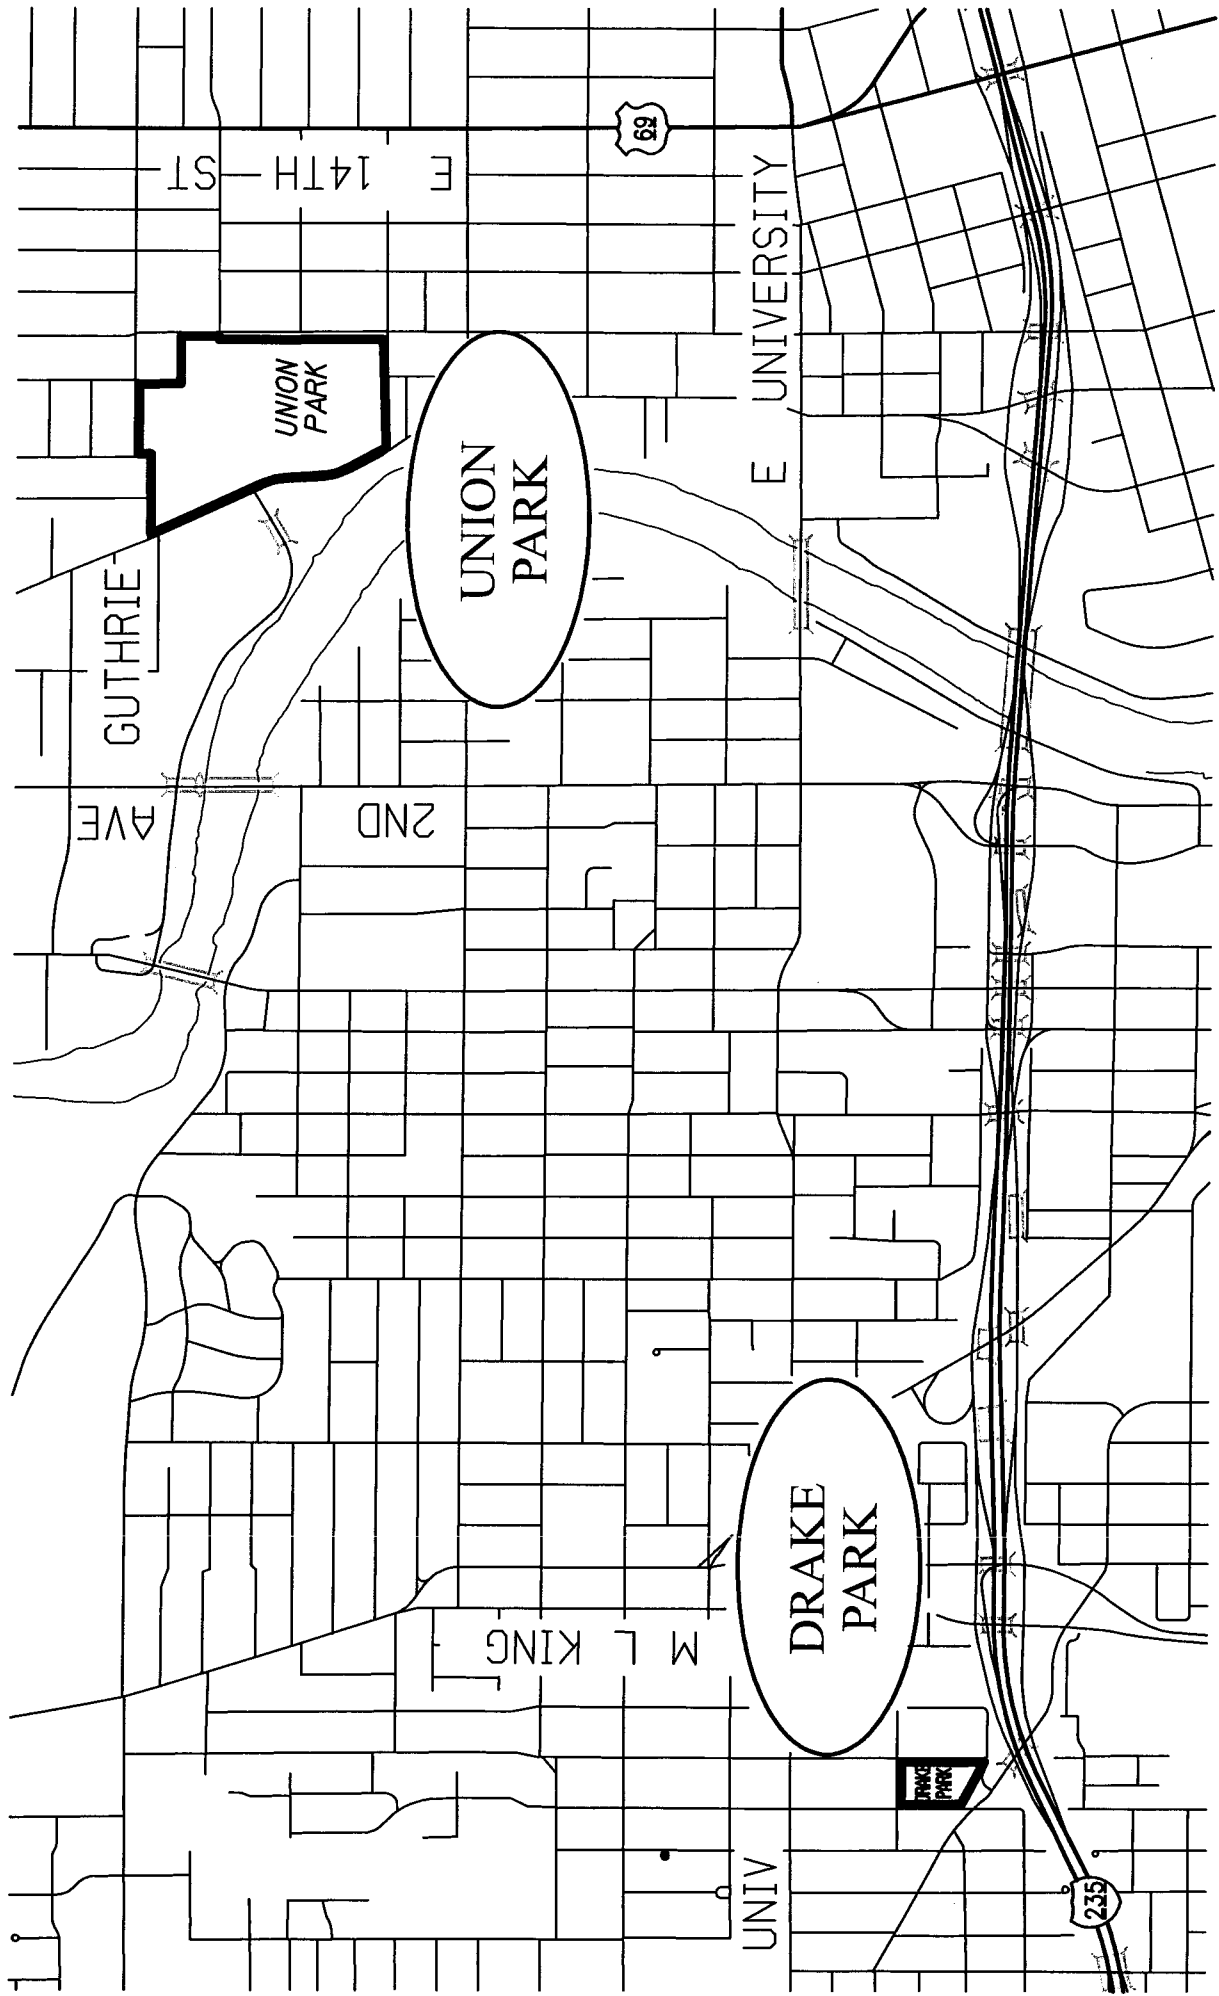 E 14TH ST
69
UNION
PARK
E UNIVERSITY
UNION
PARK
GUTHRIE
2ND AVE
DRAKE
PARK
M L KING
DRAKE
PARK
UNIV
235